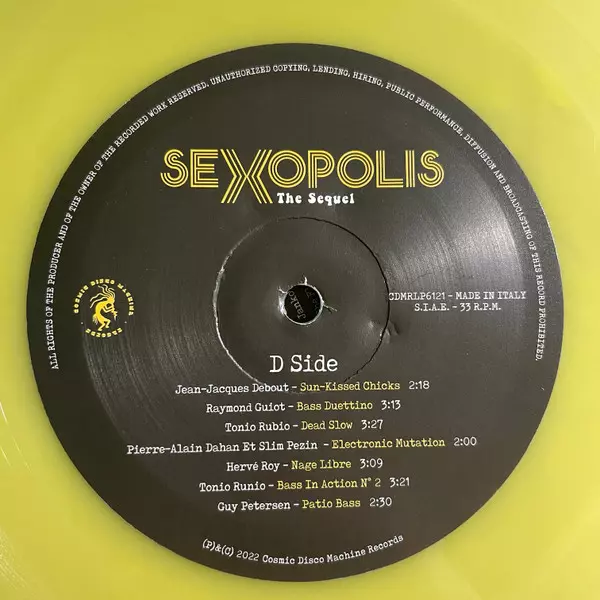 ALL RIGHTS OF THE PRODUCER AND OF THE OWNER OF THE RECORDED WORK RESERVED. UNAUTHORIZED COPYING, LENDING, HIRING, PUBLIC PERFORMANCE, DIFFUSION AND BROADCASTING OF THIS RECORD PROHIBITED.
SEXOPOLIS
The Sequel
COSMIC DISCO MACHINE
RECORDS
CDMRLP6121 - MADE IN ITALY
S.I.A.E. - 33 R.P.M.
D Side
Jean-Jacques Debout - Sun-Kissed Chicks 2:18
Raymond Guiot - Bass Duettino 3:13
Tonio Rubio - Dead Slow 3:27
Pierre-Alain Dahan Et Slim Pezin - Electronic Mutation 2:00
Hervé Roy - Nage Libre 3:09
Tonio Runio - Bass In Action N° 2 3:21
Guy Petersen - Patio Bass 2:30
(P)&(C) 2022 Cosmic Disco Machine Records